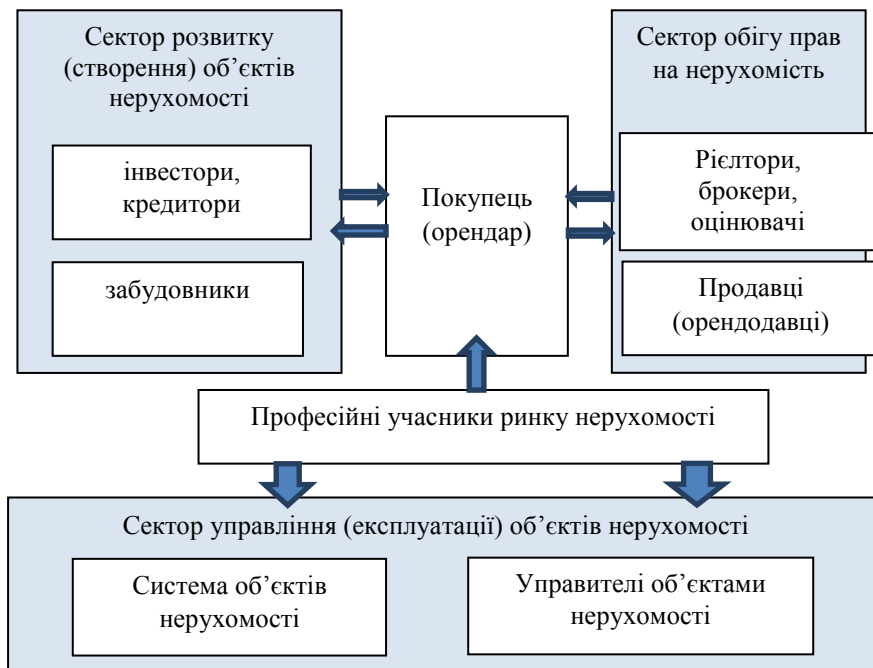 Сектор розвитку
(створення) об’єктів
нерухомості
інвестори,
кредитори
забудовники
Покупець
(орендар)
Сектор обігу прав
на нерухомість
Рієлтори,
брокери,
оцінювачі
Продавці
(орендодавці)
Професійні учасники ринку нерухомості
Сектор управління (експлуатації) об’єктів нерухомості
Система об’єктів
нерухомості
Управителі об’єктами
нерухомості